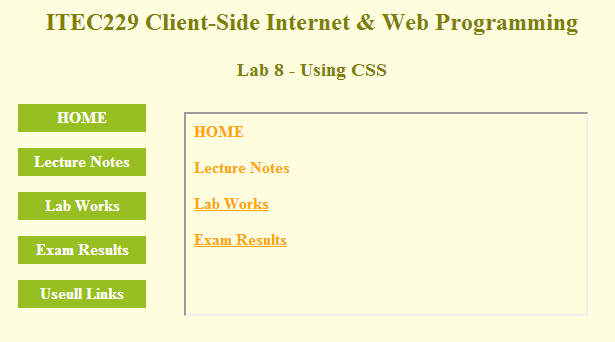 ITEC229 Client-Side Internet & Web Programming
Lab 8 - Using CSS
HOME
Lecture Notes
Lab Works
Exam Results
Useull Links
HOME
Lecture Notes
Lab Works
Exam Results